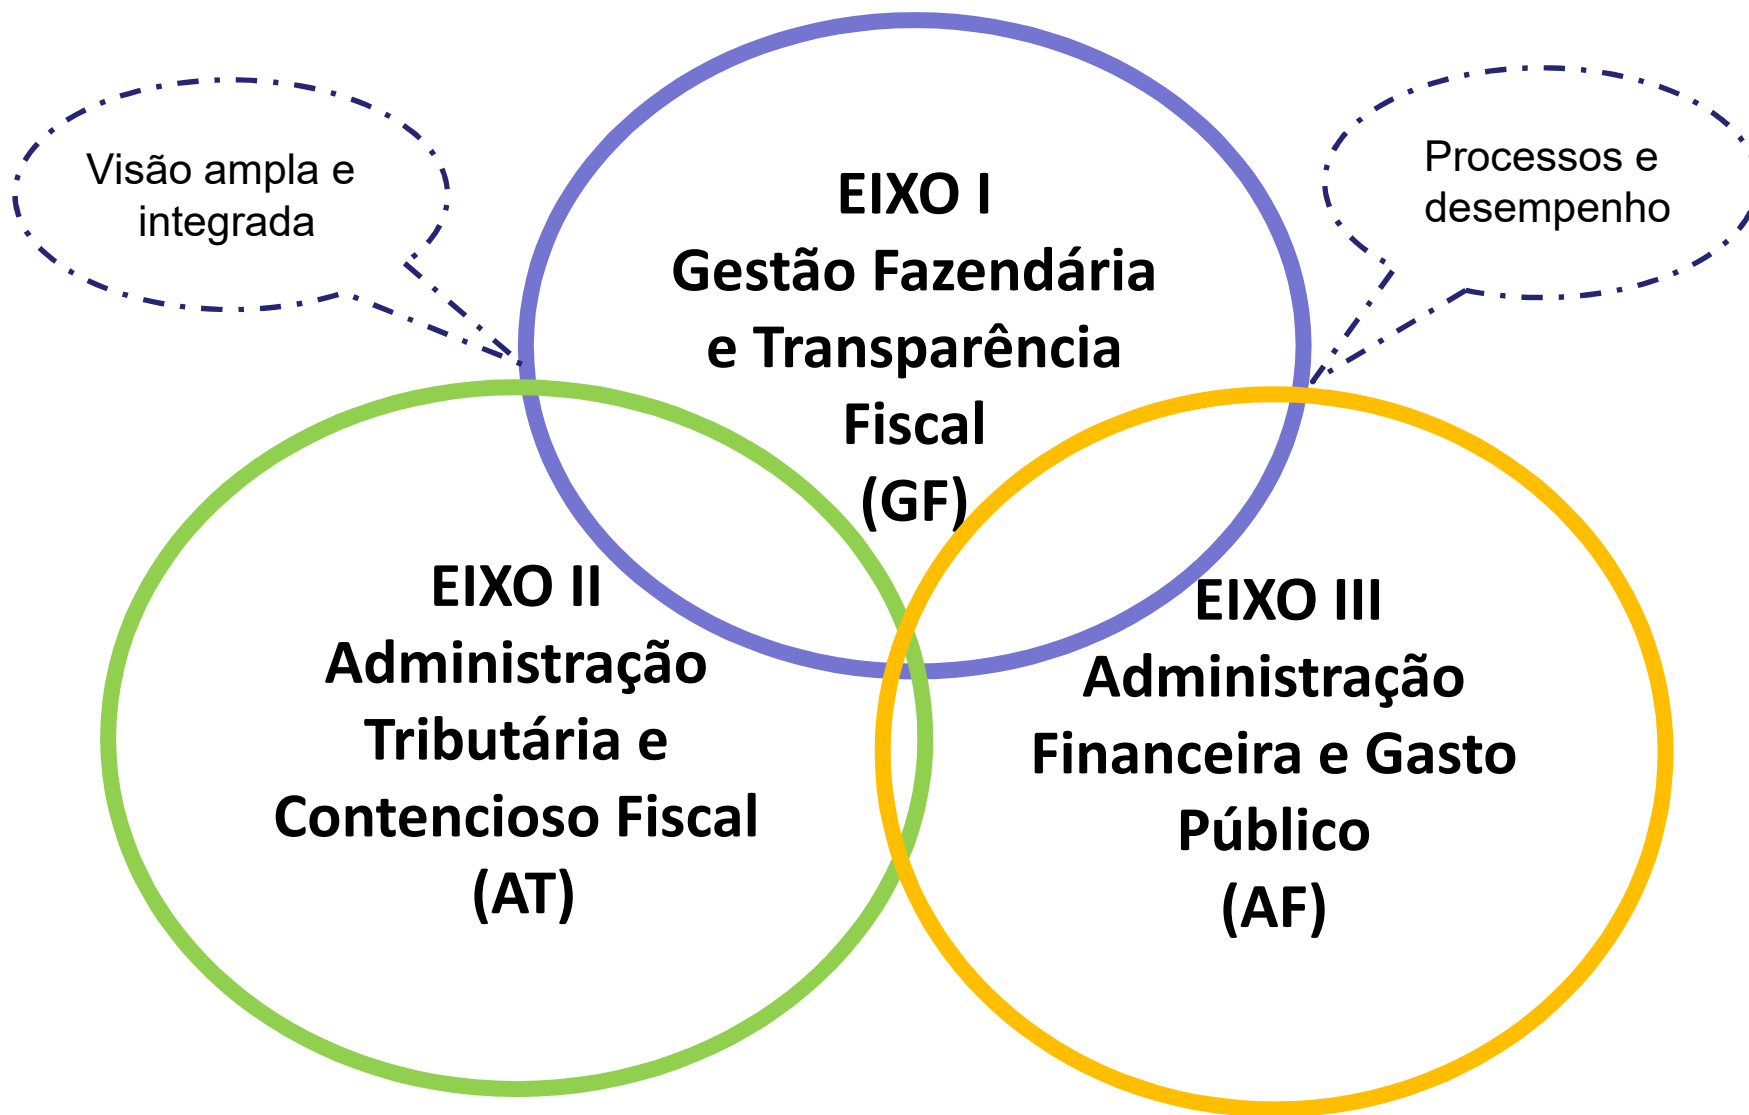 Visão ampla e
integrada
Processos e
desempenho
EIXO I
Gestão Fazendária
e Transparência
Fiscal
(GF)
EIXO II
Administração
Tributária e
Contencioso Fiscal
(AT)
EIXO III
Administração
Financeira e Gasto
Público
(AF)